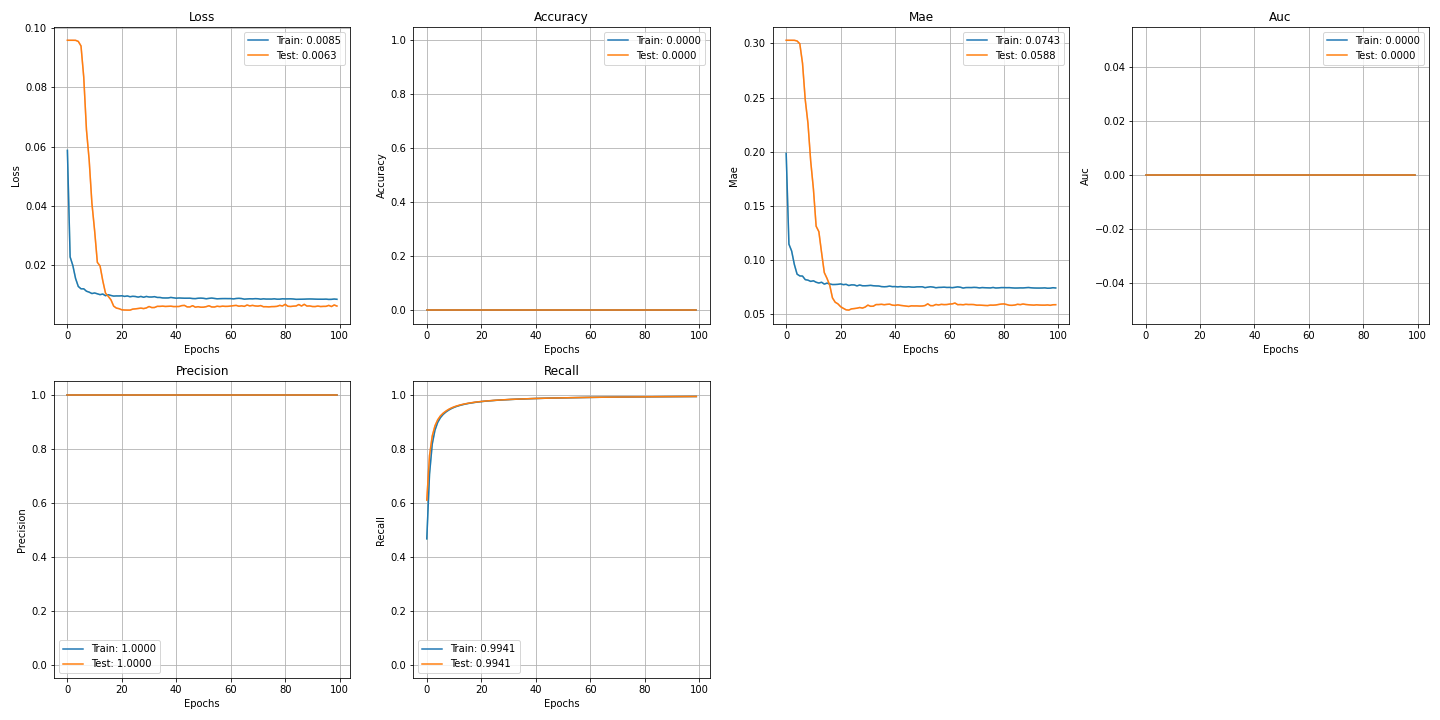 Loss
Train: 0.0085
Test: 0.0063
0.10
0.08
0.06
0.04
0.02
Loss
0 20 40 60 80 100
Epochs
Accuracy
Train: 0.0000
Test: 0.0000
1.0
0.8
0.6
0.4
0.2
0.0
Accuracy
0 20 40 60 80 100
Epochs
Mae
Train: 0.0743
Test: 0.0588
0.30
0.25
0.20
0.15
0.10
0.05
Mae
0 20 40 60 80 100
Epochs
Auc
Train: 0.0000
Test: 0.0000
0.04
0.02
0.00
−0.02
−0.04
Auc
0 20 40 60 80 100
Epochs
Precision
1.0
0.8
0.6
0.4
0.2
0.0
Precision
Train: 1.0000
Test: 1.0000
0 20 40 60 80 100
Epochs
Recall
1.0
0.8
0.6
0.4
0.2
0.0
Recall
Train: 0.9941
Test: 0.9941
0 20 40 60 80 100
Epochs